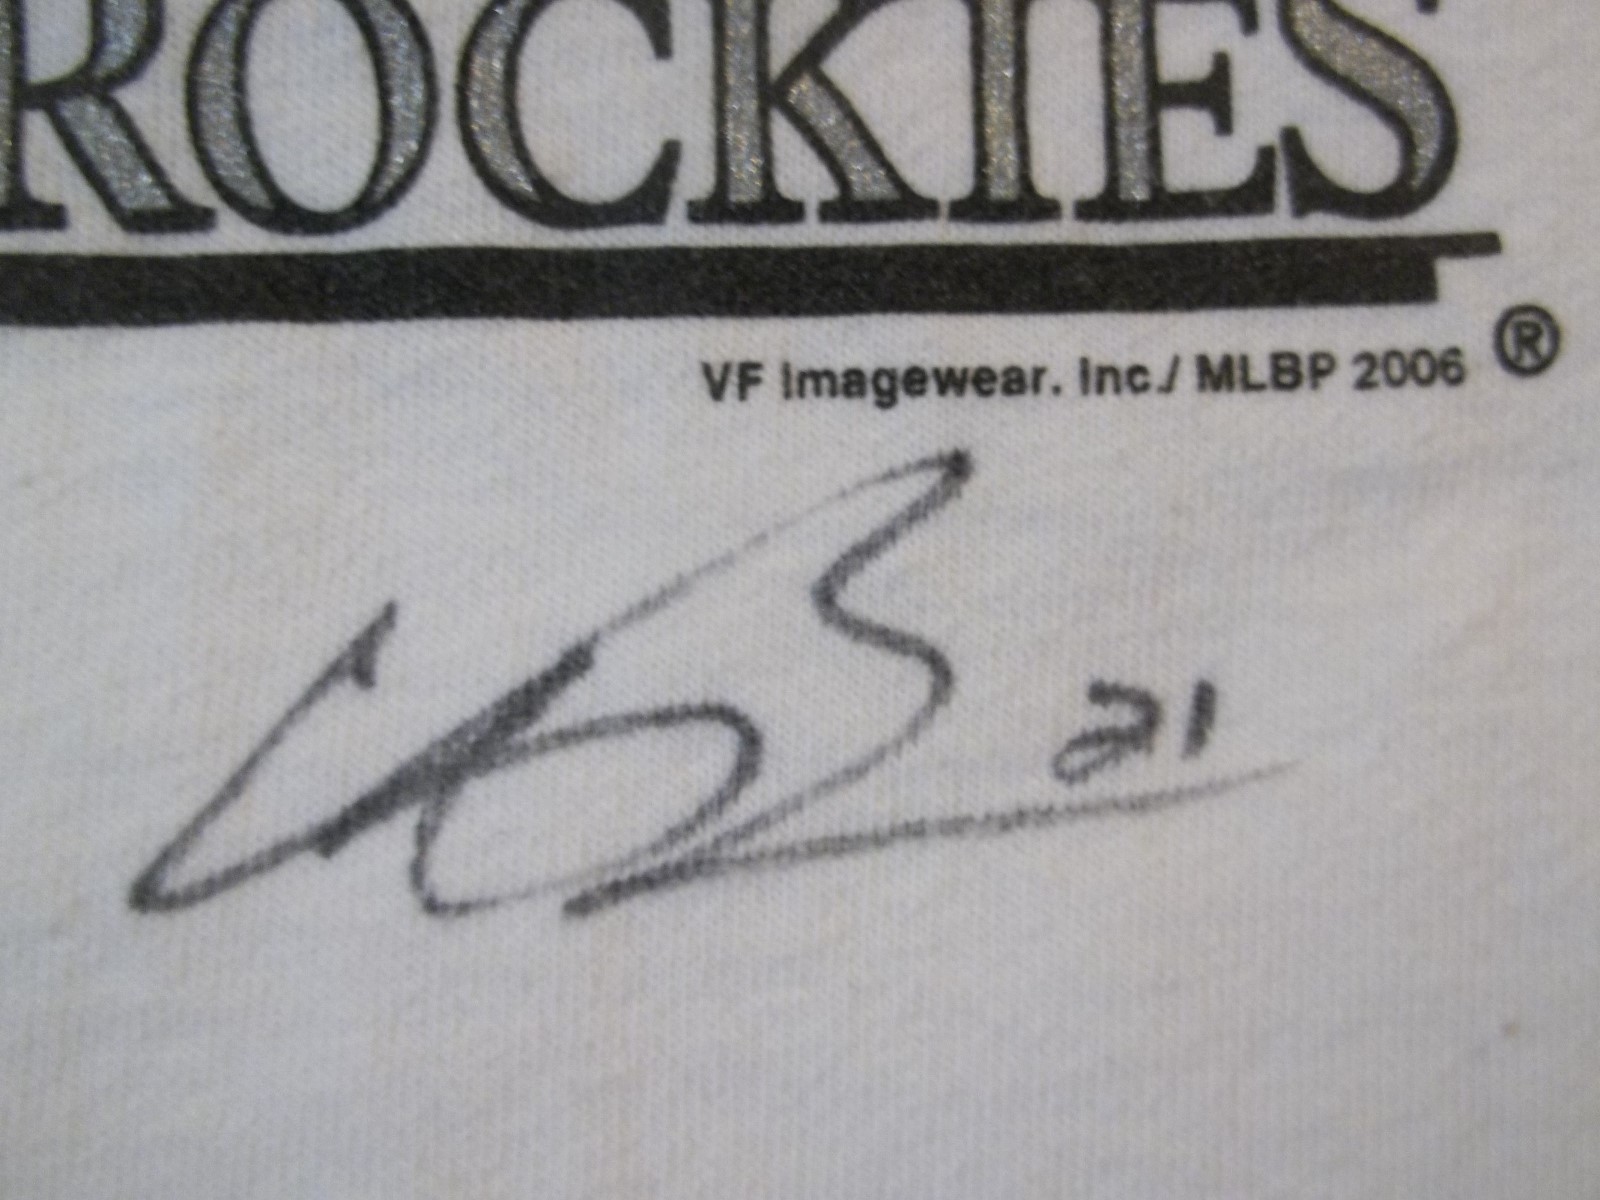 ROCKIES
®
VF Imagewear. Inc./ MLBP 2006
21